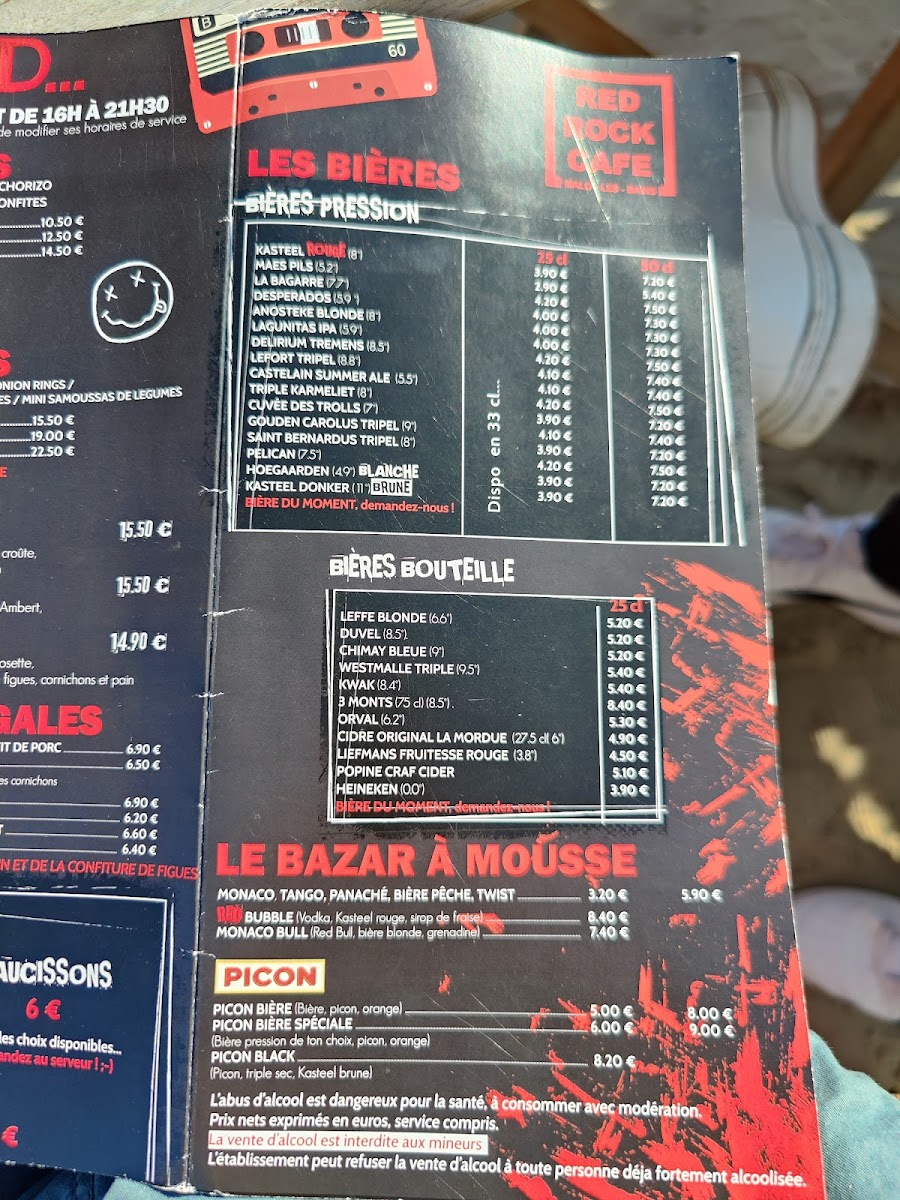 B
60
D...
T DE 16H À 21H30
de modifier ses horaires de service
S
CHORIZO
ONFITES
10.50 €
12.50 €
14.50 €
S
ONION RINGS /
ES / MINI SAMOUSSAS DE LEGUMES
15.50 €
19.00 €
22.50 €
E
15.50 €
croûte,
15.50 €
Ambert,
14.90 €
osette,
figues, cornichons et pain
GALES
IT DE PORC 6.90 €
6.50 €
es cornichons
6.90 €
6.20 €
T 6.60 €
6.40 €
N ET DE LA CONFITURE DE FIGUES
AUCISSONS
6 €
les choix disponibles...
andez au serveur ! ;-)
€
RED
ROCK
CAFE
MALO-LES-BAINS
LES BIÈRES
BIÈRES PRESSION
25 cl 50 cl
KASTEEL ROUGE (8°) 3.90 € 7.20 €
MAES PILS (5.2°) 2.90 € 5.40 €
LA BAGARRE (7.7°) 4.20 € 7.50 €
DESPERADOS (5.9°) 4.00 € 7.30 €
ANOSTEKE BLONDE (8°) 4.00 € 7.30 €
LAGUNITAS IPA (5.9°) 4.00 € 7.30 €
DELIRIUM TREMENS (8.5°) 4.20 € 7.50 €
LEFORT TRIPEL (8.8°) 4.10 € 7.40 €
CASTELAIN SUMMER ALE (5.5°) 4.10 € 7.40 €
TRIPLE KARMELIET (8°) 4.20 € 7.50 €
CUVÉE DES TROLLS (7°) 3.90 € 7.20 €
GOUDEN CAROLUS TRIPEL (9°) 4.10 € 7.40 €
SAINT BERNARDUS TRIPEL (8°) 3.90 € 7.20 €
PELICAN (7.5°) 4.20 € 7.50 €
HOEGAARDEN (4.9°) BLANCHE 3.90 € 7.20 €
KASTEEL DONKER (11°) BRUNE 3.90 € 7.20 €
BIÈRE DU MOMENT, demandez-nous !
Dispo en 33 cl...
BIÈRES BOUTEILLE
25 cl
LEFFE BLONDE (6.6°) 5.20 €
DUVEL (8.5°). 5.20 €
CHIMAY BLEUE (9°) 5.20 €
WESTMALLE TRIPLE (9.5°) 5.40 €
KWAK (8.4°) 5.40 €
3 MONTS (75 cl) (8.5°) . 8.40 €
ORVAL (6.2°) 5.30 €
CIDRE ORIGINAL LA MORDUE (27.5 cl( 6°) 4.90 €
LIEFMANS FRUITESSE ROUGE (3.8°) 4.50 €
POPINE CRAF CIDER 5.10 €
HEINEKEN (0.0°) 3.90 €
BIÈRE DU MOMENT, demandez-nous !
LE BAZAR À MOUSSE
MONACO, TANGO, PANACHÉ, BIÈRE PÊCHE, TWIST 3.20 € 5.90 €
RED BUBBLE (Vodka, Kasteel rouge, sirop de fraise) 8.40 €
MONACO BULL (Red Bull, bière blonde, grenadine) 7.40 €
PICON
PICON BIÈRE (Bière, picon, orange) 5.00 € 8.00 €
PICON BIÈRE SPÉCIALE 6.00 € 9.00 €
(Bière pression de ton choix, picon, orange)
PICON BLACK 8.20 €
(Picon, triple sec, Kasteel brune)
L'abus d'alcool est dangereux pour la santé, à consommer avec modération.
Prix nets exprimés en euros, service compris.
La vente d'alcool est interdite aux mineurs
L'établissement peut refuser la vente d'alcool à toute personne déja fortement alcoolisée.